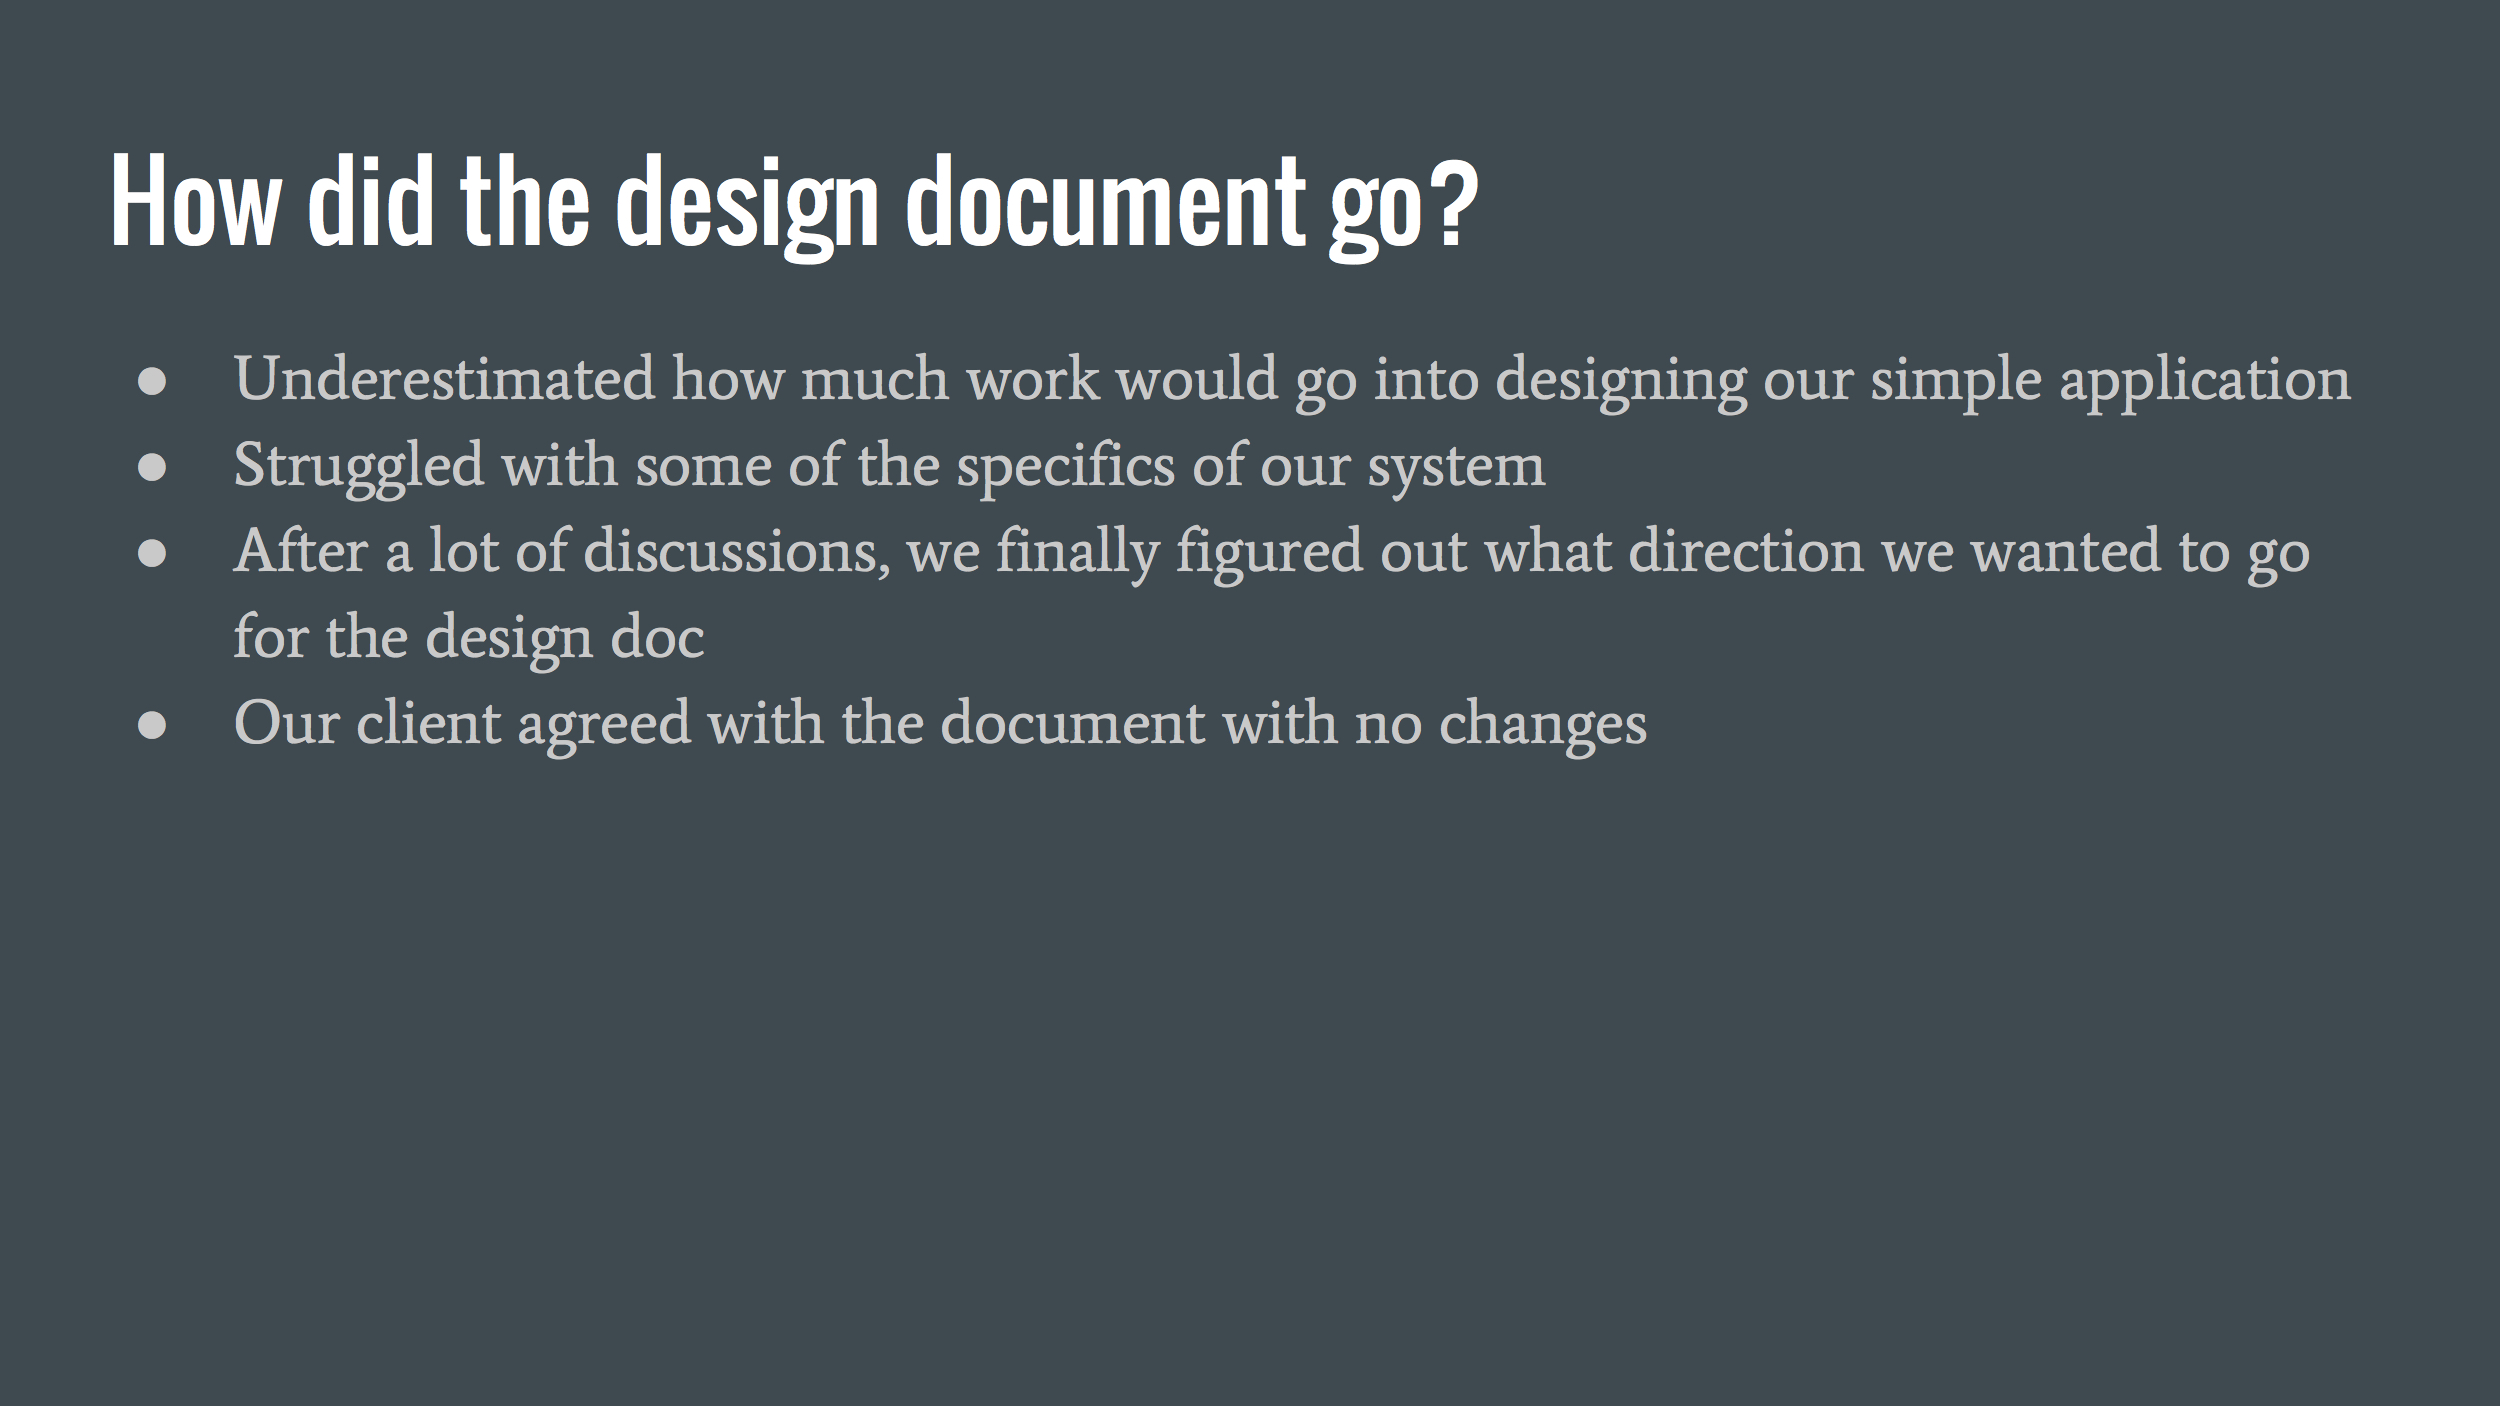 How did the design document go?
● Underestimated how much work would go into designing our simple application
● Struggled with some of the specifics of our system
● After a lot of discussions, we finally figured out what direction we wanted to go
for the design doc
● Our client agreed with the document with no changes